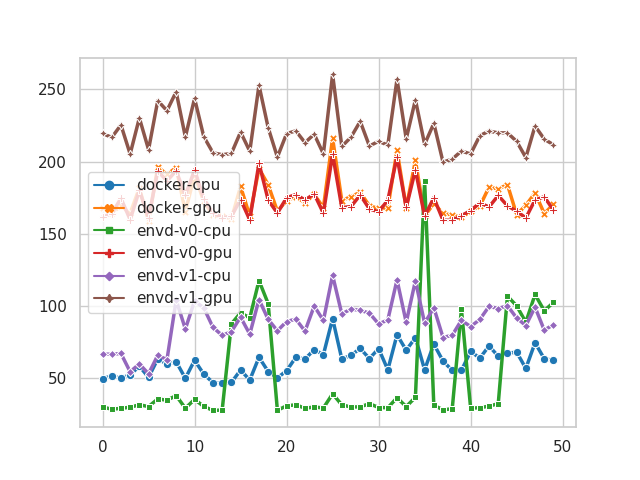 250
200
150
100
50
docker-cpu
docker-gpu
envd-v0-cpu
envd-v0-gpu
envd-v1-cpu
envd-v1-gpu
0 10 20 30 40 50